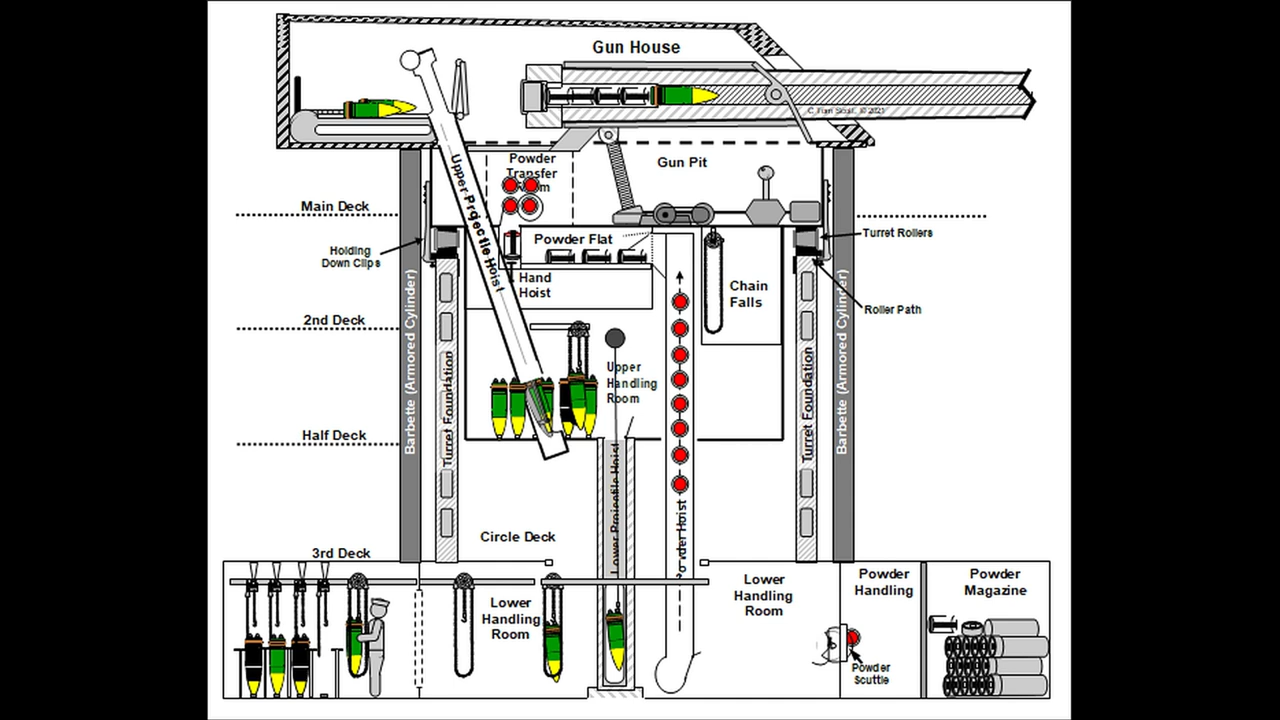 Gun House
C Tom Scott, © 2021
Powder
Transfer
Gun Pit
Upper Projectile Hoist
Main Deck
Holding
Down Clips
Powder Flat
Hand
Hoist
Chain
Falls
Turret Rollers
Roller Path
2nd Deck
Barbette (Armored Cylinder)
Turret Foundation
Upper
Handling
Room
Turret Foundation
Barbette (Armored Cylinder)
Half Deck
Lower Projectile Hoist
Powder Hoist
Circle Deck
3rd Deck
Lower
Handling
Room
Lower
Handling
Room
Powder
Handling
Powder
Magazine
Powder
Scuttle